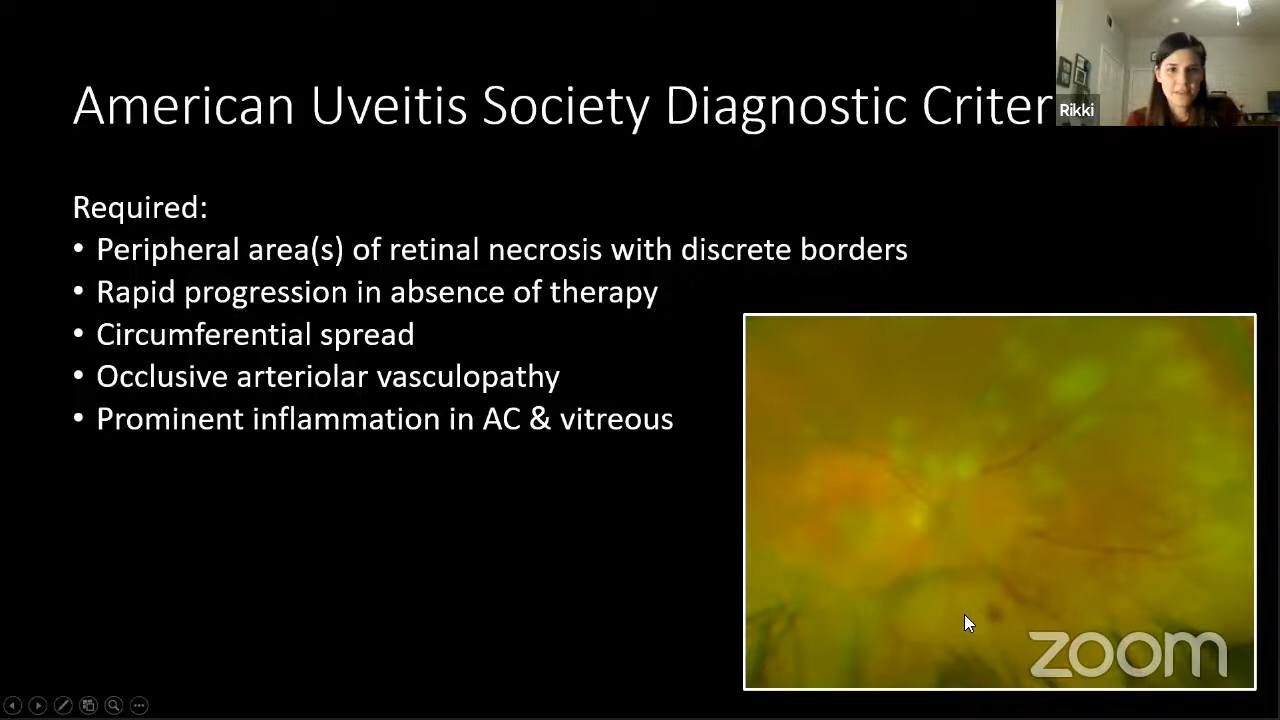 American Uveitis Society Diagnostic Criter
Rikki
Required:
• Peripheral area(s) of retinal necrosis with discrete borders
• Rapid progression in absence of therapy
• Circumferential spread
• Occlusive arteriolar vasculopathy
• Prominent inflammation in AC & vitreous
zoom